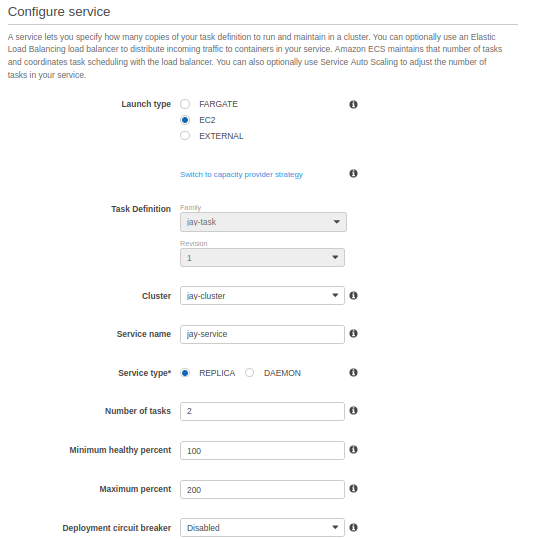 Configure service
A service lets you specify how many copies of your task definition to run and maintain in a cluster. You can optionally use an Elastic
Load Balancing load balancer to distribute incoming traffic to containers in your service. Amazon ECS maintains that number of tasks
and coordinates task scheduling with the load balancer. You can also optionally use Service Auto Scaling to adjust the number of
tasks in your service.
Launch type FARGATE
EC2
EXTERNAL
Switch to capacity provider strategy
Task Definition Family
jay-task
Revision
1
Cluster jay-cluster
Service name jay-service
Service type* REPLICA DAEMON
Number of tasks 2
Minimum healthy percent 100
Maximum percent 200
Deployment circuit breaker Disabled